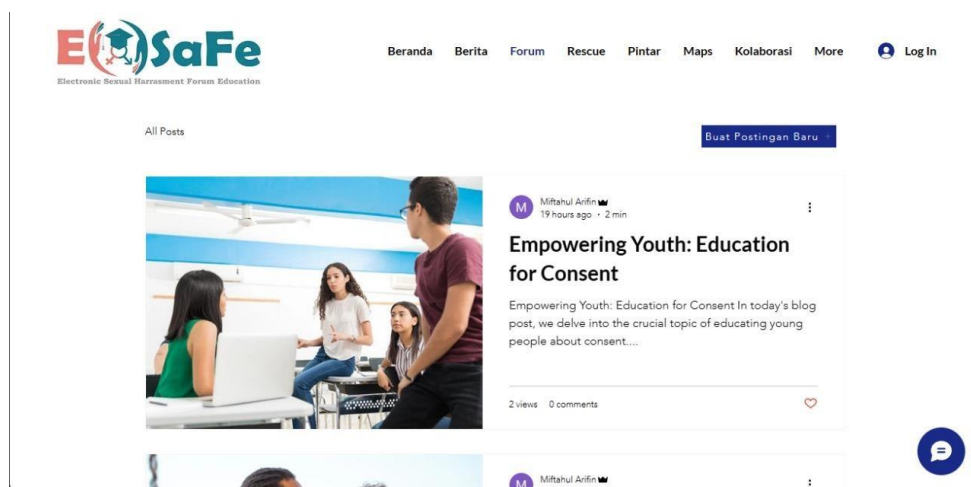 E SaFe
Electronic Sexual Harrasment Forum Education
Beranda Berita Forum Rescue Pintar Maps Kolaborasi More Log In
All Posts
Buat Postingan Baru +
M
Miftahul Arifin
19 hours ago • 2 min
Empowering Youth: Education
for Consent
Empowering Youth: Education for Consent In today's blog
post, we delve into the crucial topic of educating young
people about consent....
2 views 0 comments
M
Miftahul Arifin